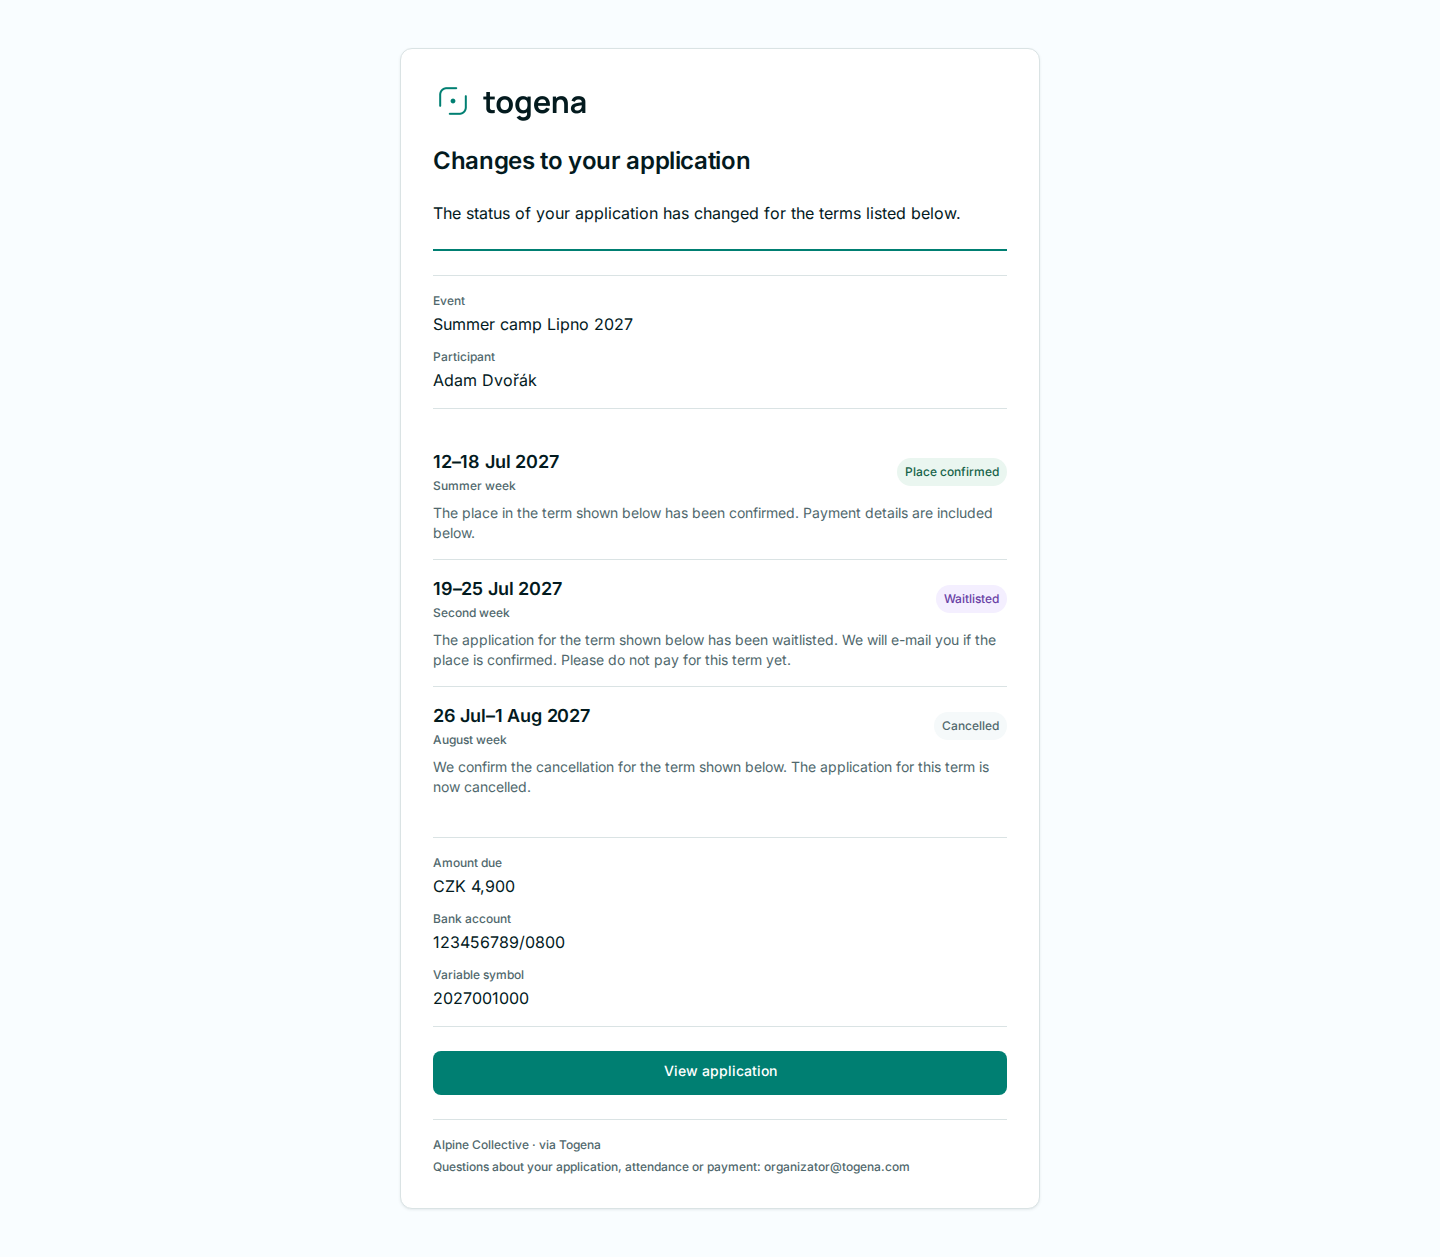 togena
Changes to your application
The status of your application has changed for the terms listed below.
Event
Summer camp Lipno 2027
Participant
Adam Dvořák
12–18 Jul 2027
Place confirmed
Summer week
The place in the term shown below has been confirmed. Payment details are included
below.
19–25 Jul 2027
Waitlisted
Second week
The application for the term shown below has been waitlisted. We will e-mail you if the
place is confirmed. Please do not pay for this term yet.
26 Jul–1 Aug 2027
Cancelled
August week
We confirm the cancellation for the term shown below. The application for this term is
now cancelled.
Amount due
CZK 4,900
Bank account
123456789/0800
Variable symbol
2027001000
View application
Alpine Collective · via Togena
Questions about your application, attendance or payment: organizator@togena.com